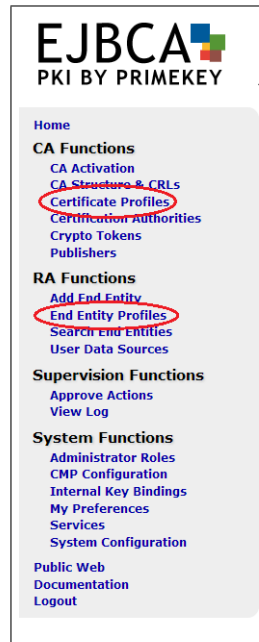 EJBCA
PKI BY PRIMEKEY
Home
CA Functions
CA Activation
CA Structure & CRLs
Certificate Profiles
Certification Authorities
Crypto Tokens
Publishers
RA Functions
Add End Entity
End Entity Profiles
Search End Entities
User Data Sources
Supervision Functions
Approve Actions
View Log
System Functions
Administrator Roles
CMP Configuration
Internal Key Bindings
My Preferences
Services
System Configuration
Public Web
Documentation
Logout